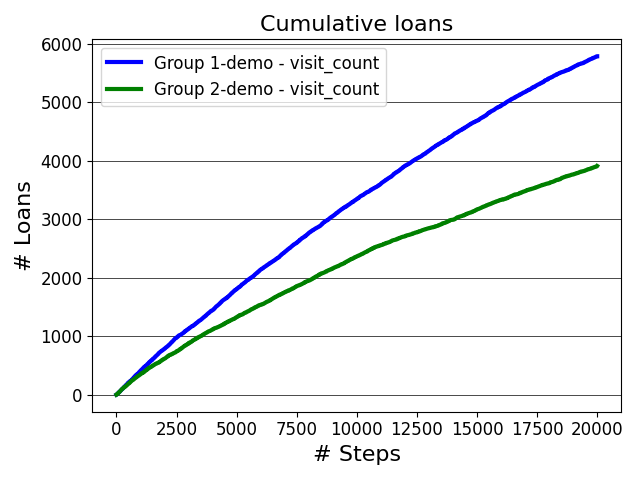 Cumulative loans
Group 1-demo - visit_count
Group 2-demo - visit_count
# Loans
6000
5000
4000
3000
2000
1000
0
0 2500 5000 7500 10000 12500 15000 17500 20000
# Steps